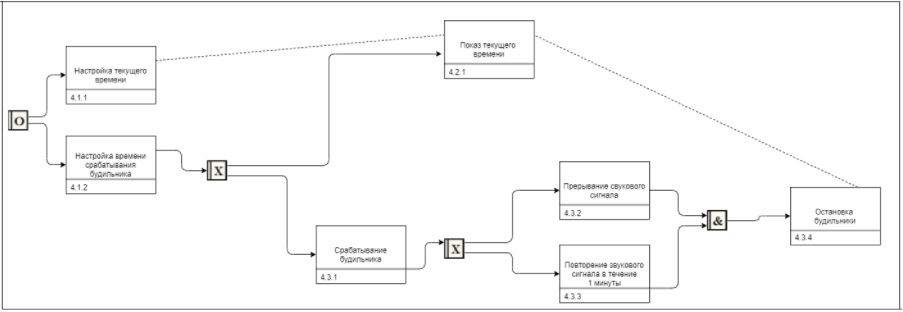 Настройка текущего
времени
4.1.1
Показ текущего
времени
4.2.1
O
Настройка времени
срабатывания
будильника
4.1.2
X
Прерывание звукового
сигнала
4.3.2
&
Остановка
будильники
4.3.4
Срабатывание
будильника
4.3.1
X
Повторение звукового
сигнала в течение
1 минуты
4.3.3